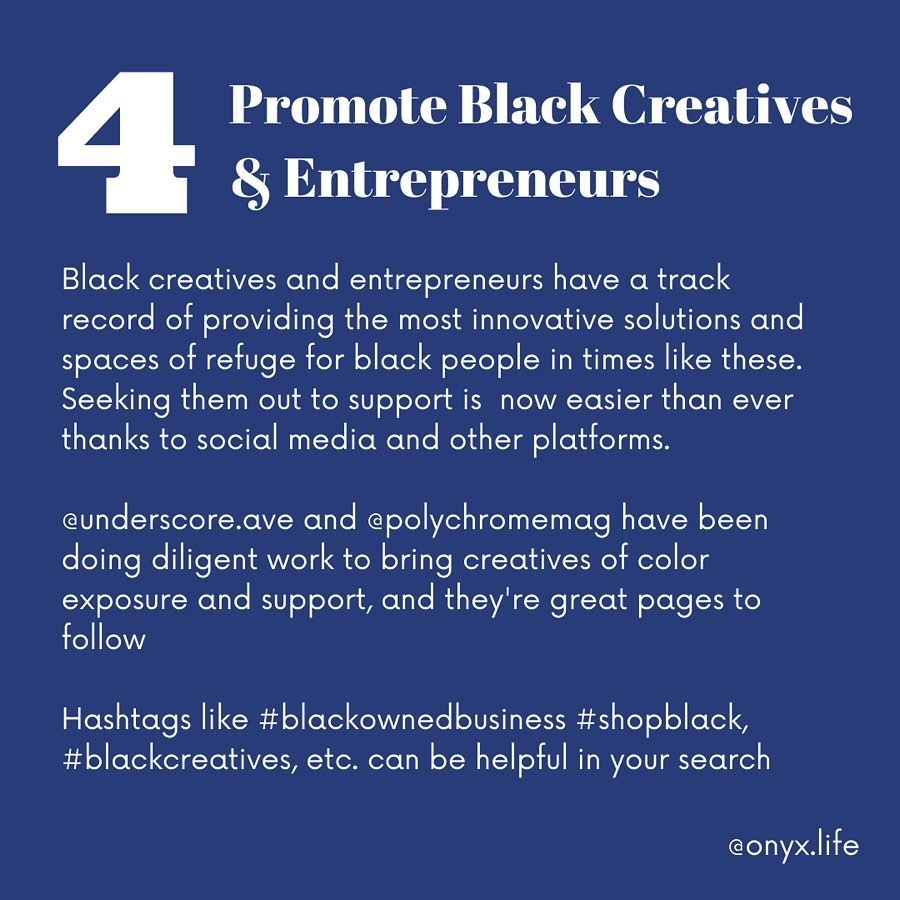 4
Promote Black Creatives
& Entrepreneurs
Black creatives and entrepreneurs have a track
record of providing the most innovative solutions and
spaces of refuge for black people in times like these.
Seeking them out to support is  now easier than ever
thanks to social media and other platforms.
@underscore.ave and @polychromemag have been
doing diligent work to bring creatives of color
exposure and support, and they're great pages to
follow
Hashtags like #blackownedbusiness #shopblack,
#blackcreatives, etc. can be helpful in your search
@onyx.life